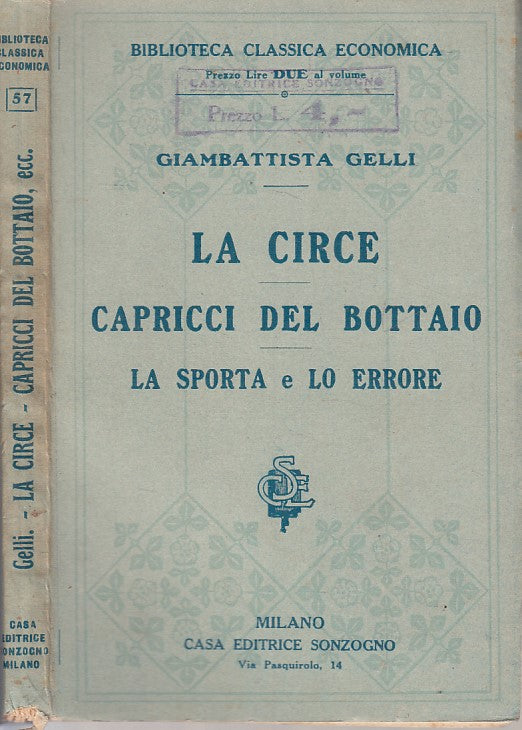 BIBLIOTECA
CLASSICA
ECONOMICA
57
Gelli. - LA CIRCE - CAPRICCI DEL BOTTAIO, ecc.
CASA
EDITRICE
SONZOGNO
MILANO
BIBLIOTECA CLASSICA ECONOMICA
Prezzo Lire DUE al volume
CASA EDITRICE SONZOGNO
Prezzo L. 4,-
GIAMBATTISTA GELLI
LA CIRCE
CAPRICCI DEL BOTTAIO
LA SPORTA e LO ERRORE
CSE
MILANO
CASA EDITRICE SONZOGNO
Via Pasquirolo, 14